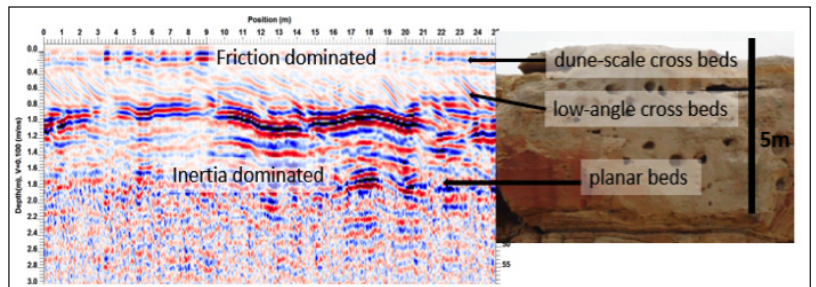 Position (m)
0 1 2 3 4 5 6 7 8 9 10 11 12 13 14 15 16 17 18 19 20 21 22 23 24 25
0.0
0.4
0.6
0.8
1.0
1.2
1.4
1.6
1.8
2.0
2.2
2.4
2.6
2.8
3.0
Depth(m), V=0.100 (m/ns)
Friction dominated
dune-scale cross beds
low-angle cross beds
5m
Inertia dominated
planar beds
55